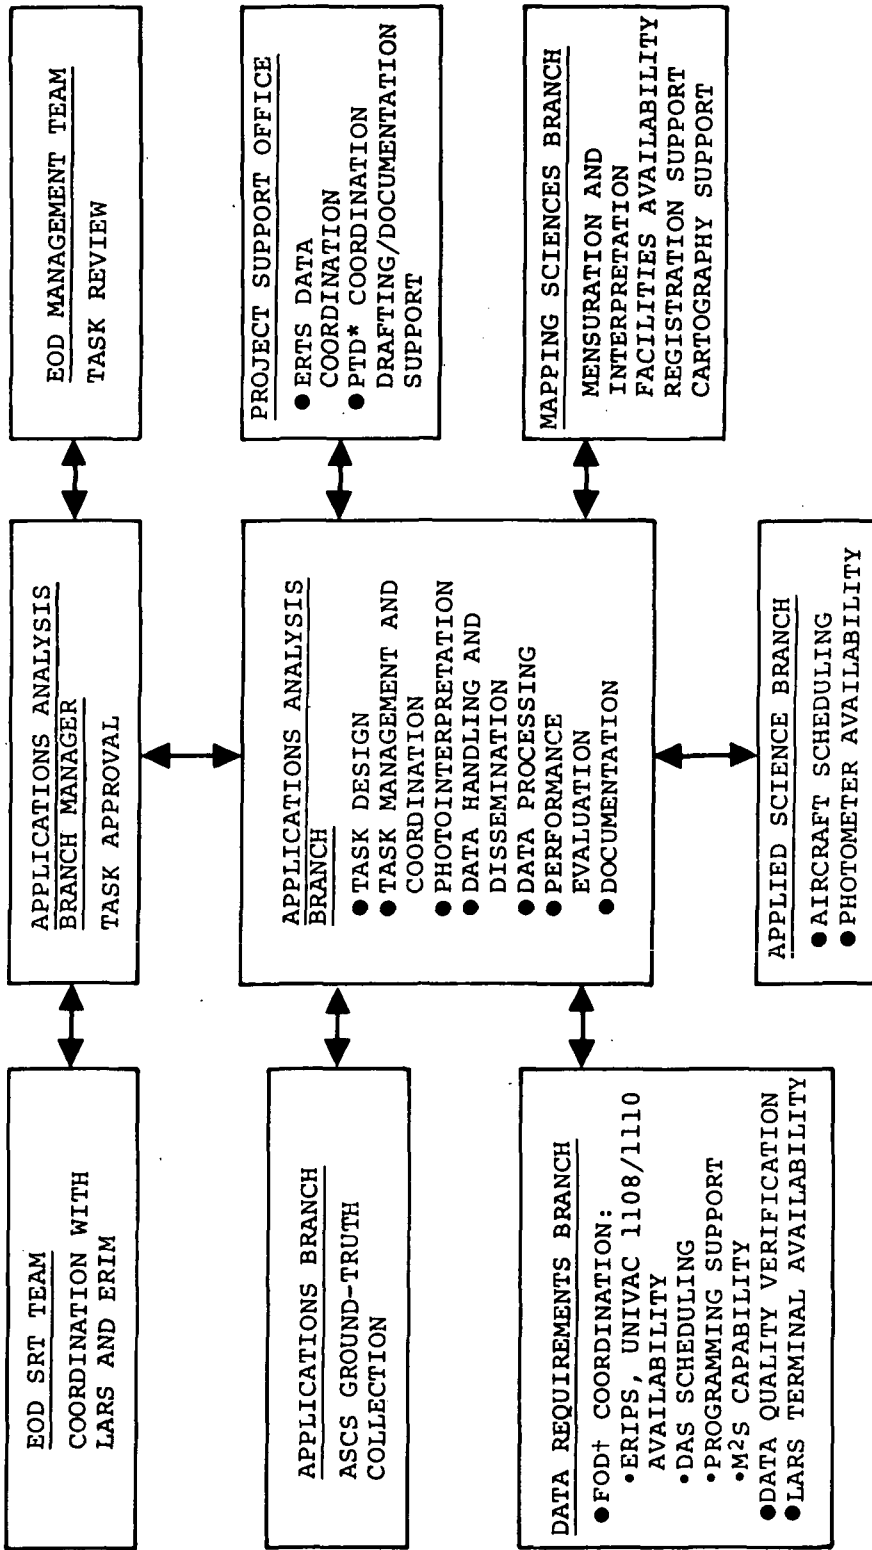 EOD SRT TEAM
COORDINATION WITH
LARS AND ERIM
APPLICATIONS ANALYSIS
BRANCH MANAGER
TASK APPROVAL
EOD MANAGEMENT TEAM
TASK REVIEW
APPLICATIONS BRANCH
ASCS GROUND-TRUTH
COLLECTION
APPLICATIONS ANALYSIS
BRANCH
●TASK DESIGN
●TASK MANAGEMENT AND
COORDINATION
●PHOTOINTERPRETATION
●DATA HANDLING AND
DISSEMINATION
●DATA PROCESSING
●PERFORMANCE
EVALUATION
●DOCUMENTATION
PROJECT SUPPORT OFFICE
●ERTS DATA
COORDINATION
●PTD* COORDINATION
DRAFTING/DOCUMENTATION
SUPPORT
DATA REQUIREMENTS BRANCH
●FOD† COORDINATION:
•ERIPS, UNIVAC 1108/1110
AVAILABILITY
•DAS SCHEDULING
•PROGRAMMING SUPPORT
•M²S CAPABILITY
●DATA QUALITY VERIFICATION
●LARS TERMINAL AVAILABILITY
MAPPING SCIENCES BRANCH
MENSURATION AND
INTERPRETATION
FACILITIES AVAILABILITY
REGISTRATION SUPPORT
CARTOGRAPHY SUPPORT
APPLIED SCIENCE BRANCH
●AIRCRAFT SCHEDULING
●PHOTOMETER AVAILABILITY